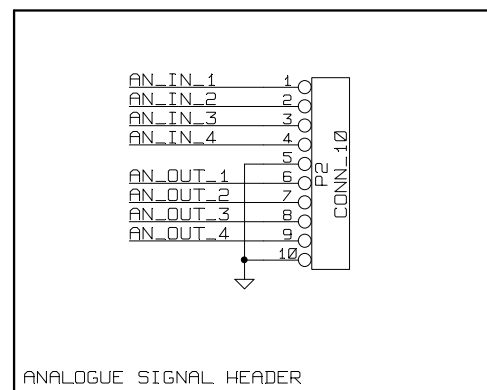 AN_IN_1 1
AN_IN_2 2
AN_IN_3 3
AN_IN_4 4
5
AN_OUT_1 6
AN_OUT_2 7
AN_OUT_3 8
AN_OUT_4 9
10
P2
CONN_10
ANALOGUE SIGNAL HEADER